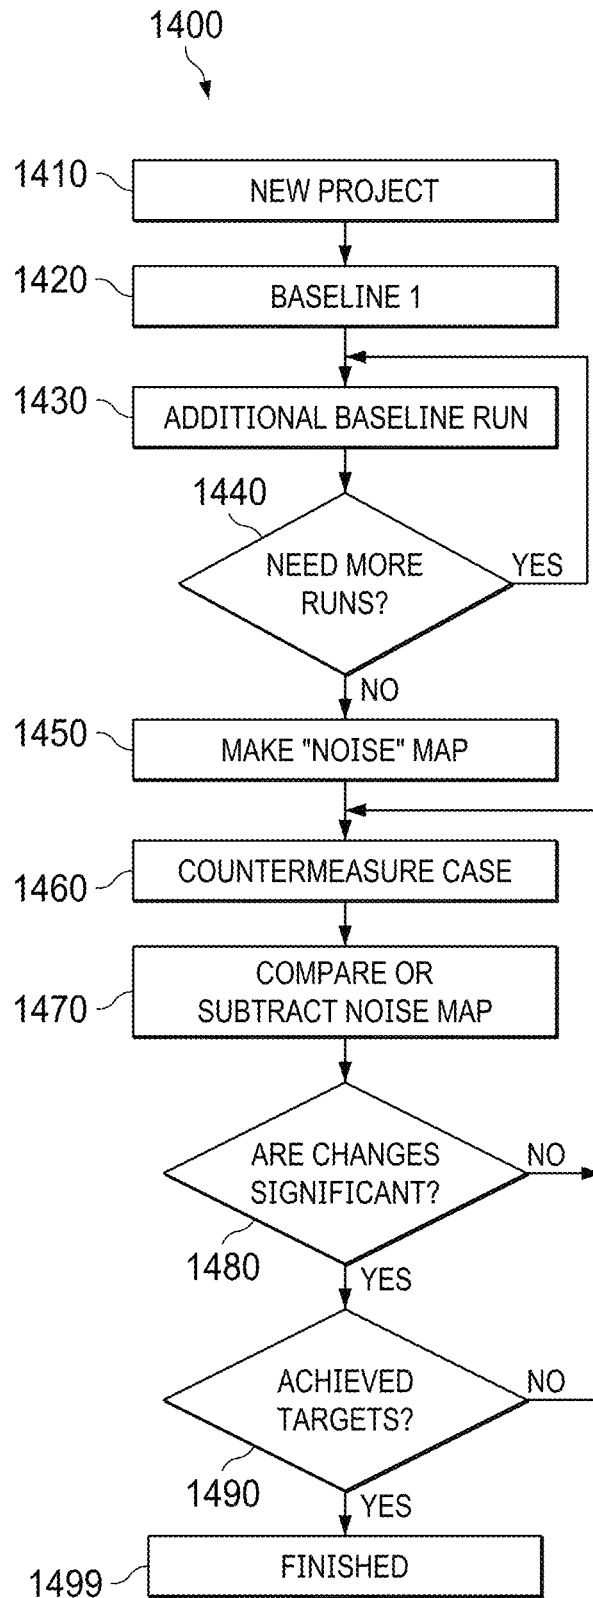 1400
1410
NEW PROJECT
1420
BASELINE 1
1430
ADDITIONAL BASELINE RUN
1440
NEED MORE
RUNS?
YES
NO
1450
MAKE "NOISE" MAP
1460
COUNTERMEASURE CASE
1470
COMPARE OR
SUBTRACT NOISE MAP
ARE CHANGES
SIGNIFICANT?
NO
1480
YES
ACHIEVED
TARGETS?
NO
1490
YES
1499
FINISHED